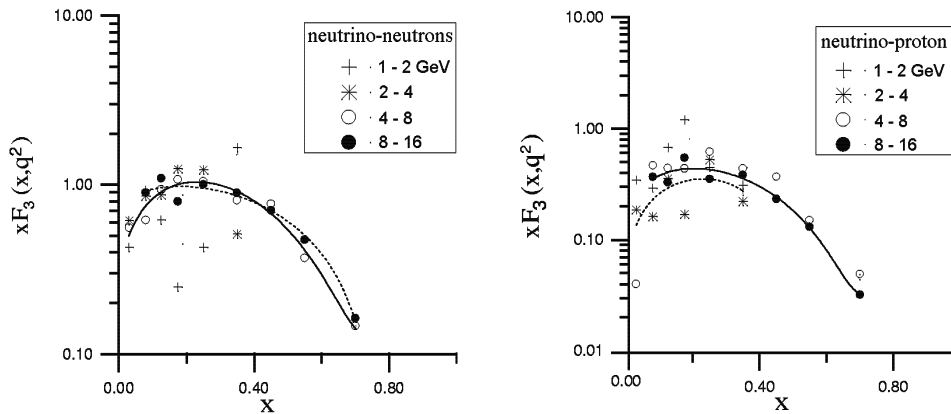 10.00
1.00
0.10
xF3 (x,q2)
neutrino-neutrons
1 - 2 GeV
2 - 4
4 - 8
8 - 16
0.00
0.40
0.80
x
10.00
1.00
0.10
0.01
xF3 (x,q2)
neutrino-proton
1 - 2 GeV
2 - 4
4 - 8
8 - 16
0.00
0.40
0.80
x